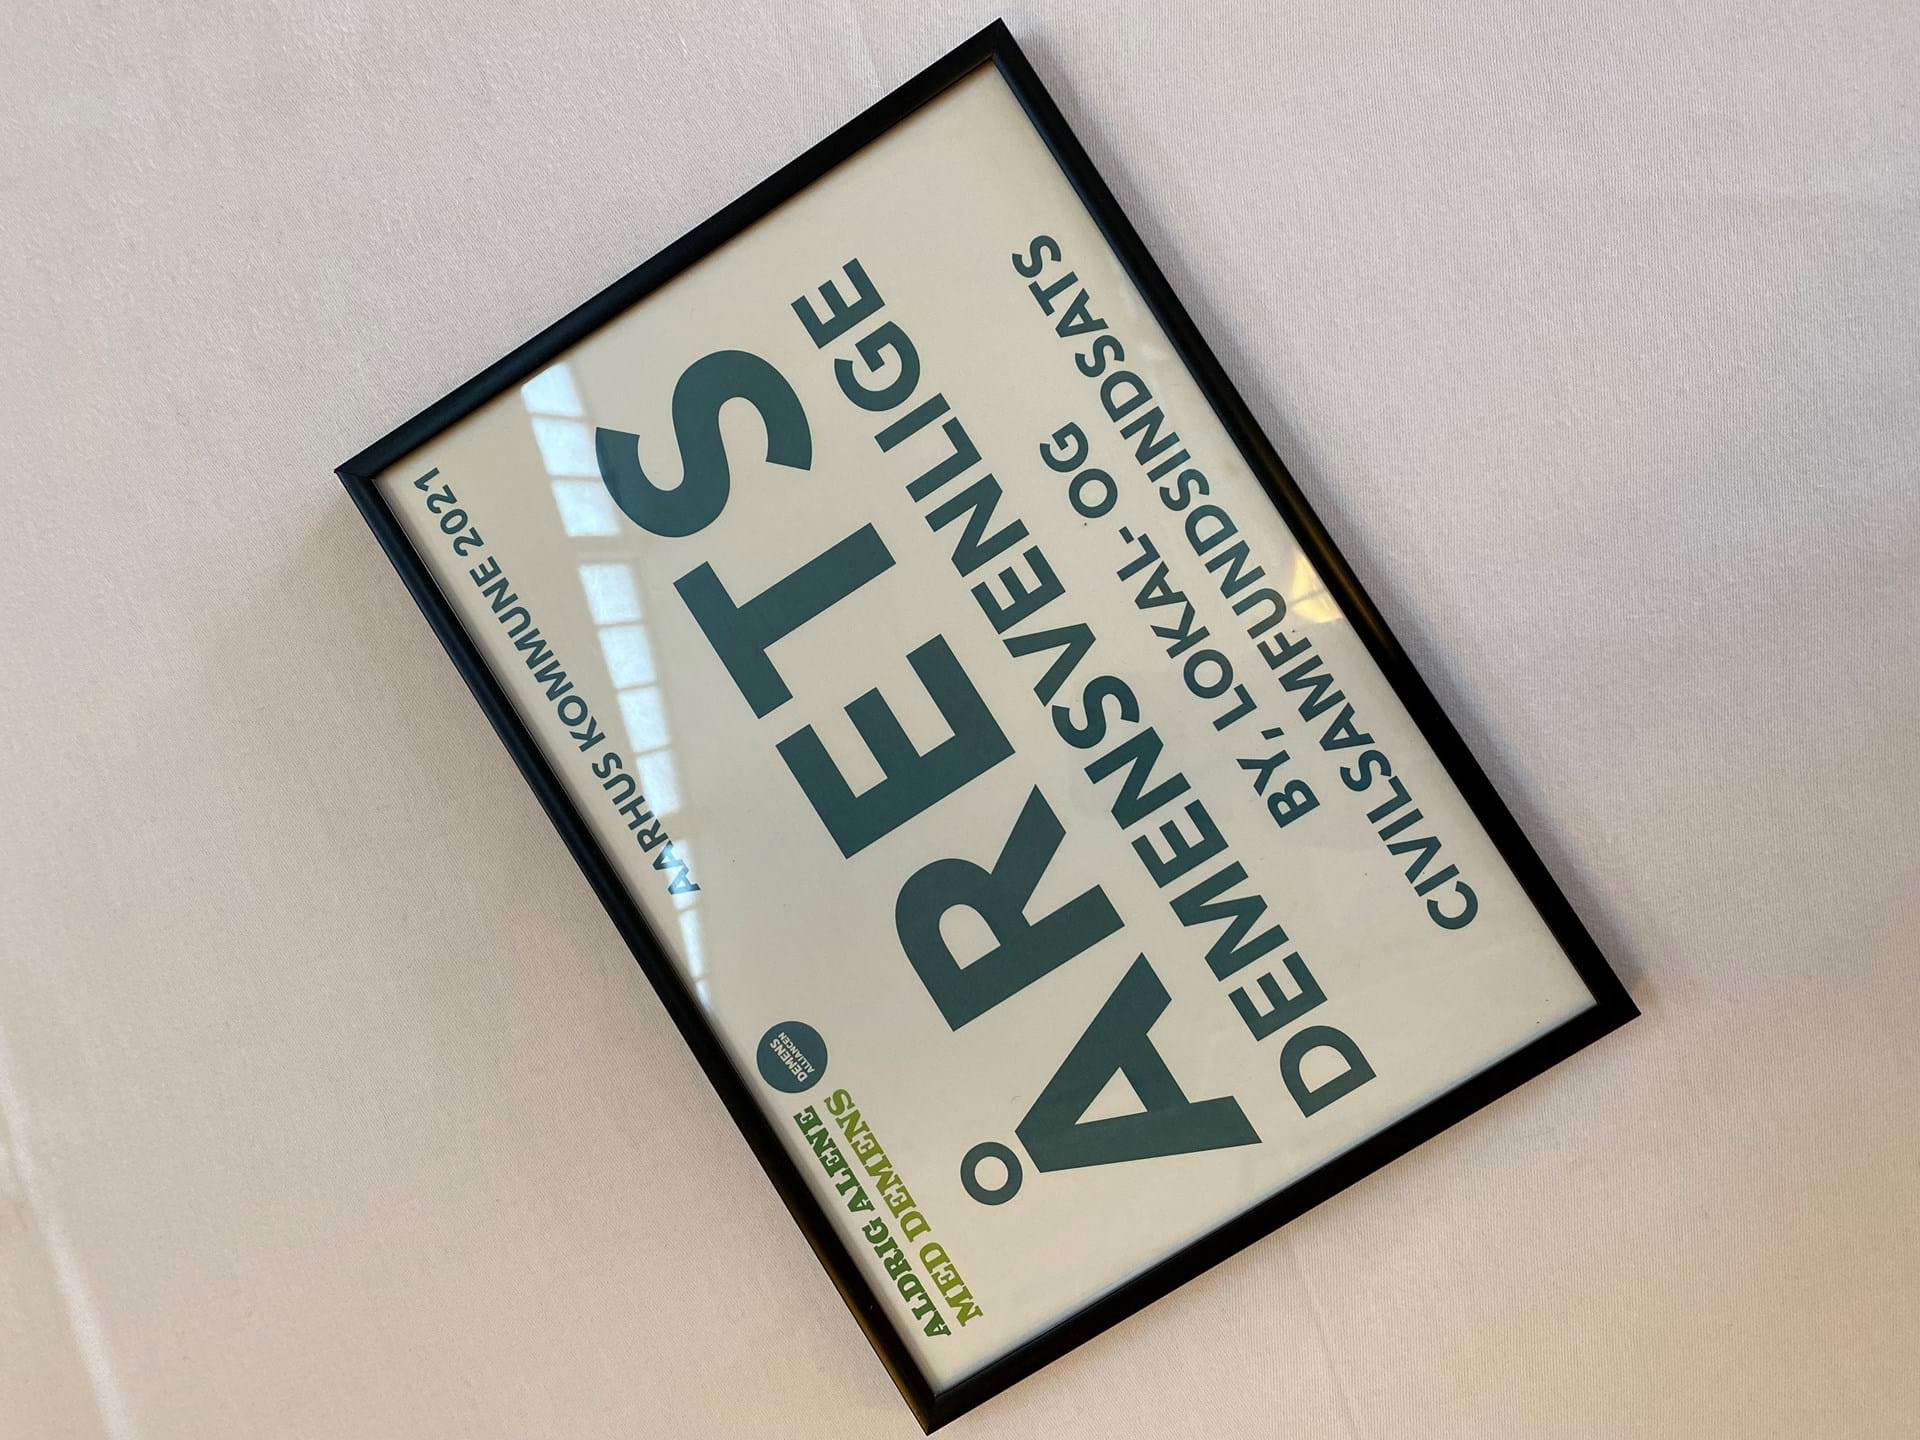 ALDRIG ALENE
MED DEMENS
DEMENS
ALLIANCEN
AARHUS KOMMUNE 2021
ÅRETS
DEMENSVENLIGE
BY, LOKAL- OG
CIVILSAMFUNDSINDSATS